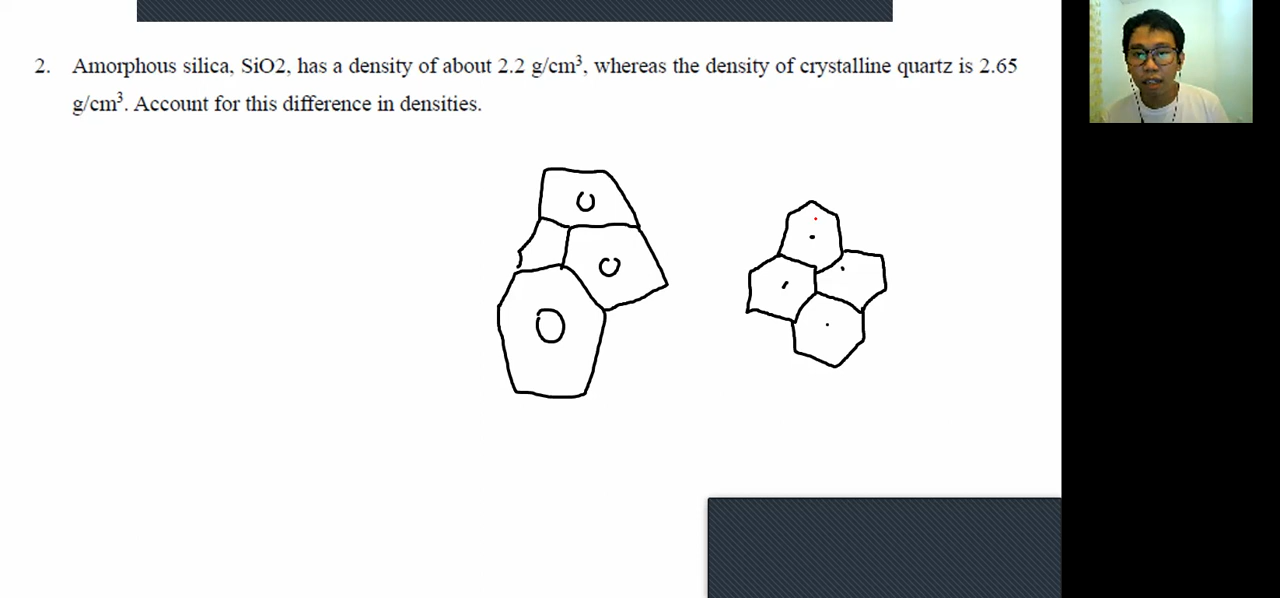 2. Amorphous silica, SiO2, has a density of about 2.2 g/cm³, whereas the density of crystalline quartz is 2.65
g/cm³. Account for this difference in densities.